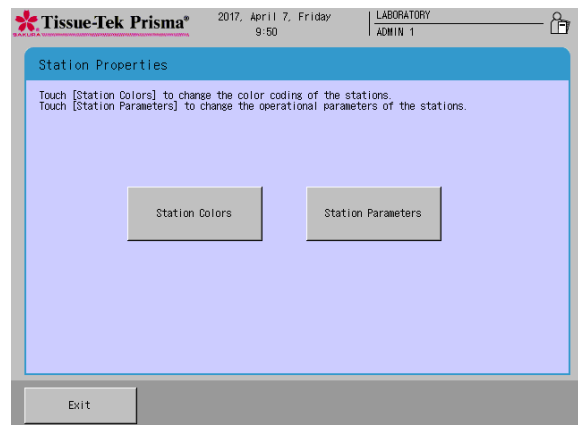 Tissue-Tek Prisma®
SAKURA
2017, April 7, Friday
9:50
LABORATORY
ADMIN 1
Station Properties
Touch [Station Colors] to change the color coding of the stations.
Touch [Station Parameters] to change the operational parameters of the stations.
Station Colors
Station Parameters
Exit